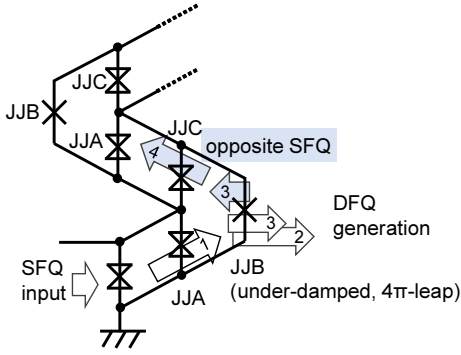 JJC
JJB
JJA
JJC
opposite SFQ
4
3
3
2
1
DFQ
generation
SFQ
input
JJA
JJB
(under-damped, 4π-leap)